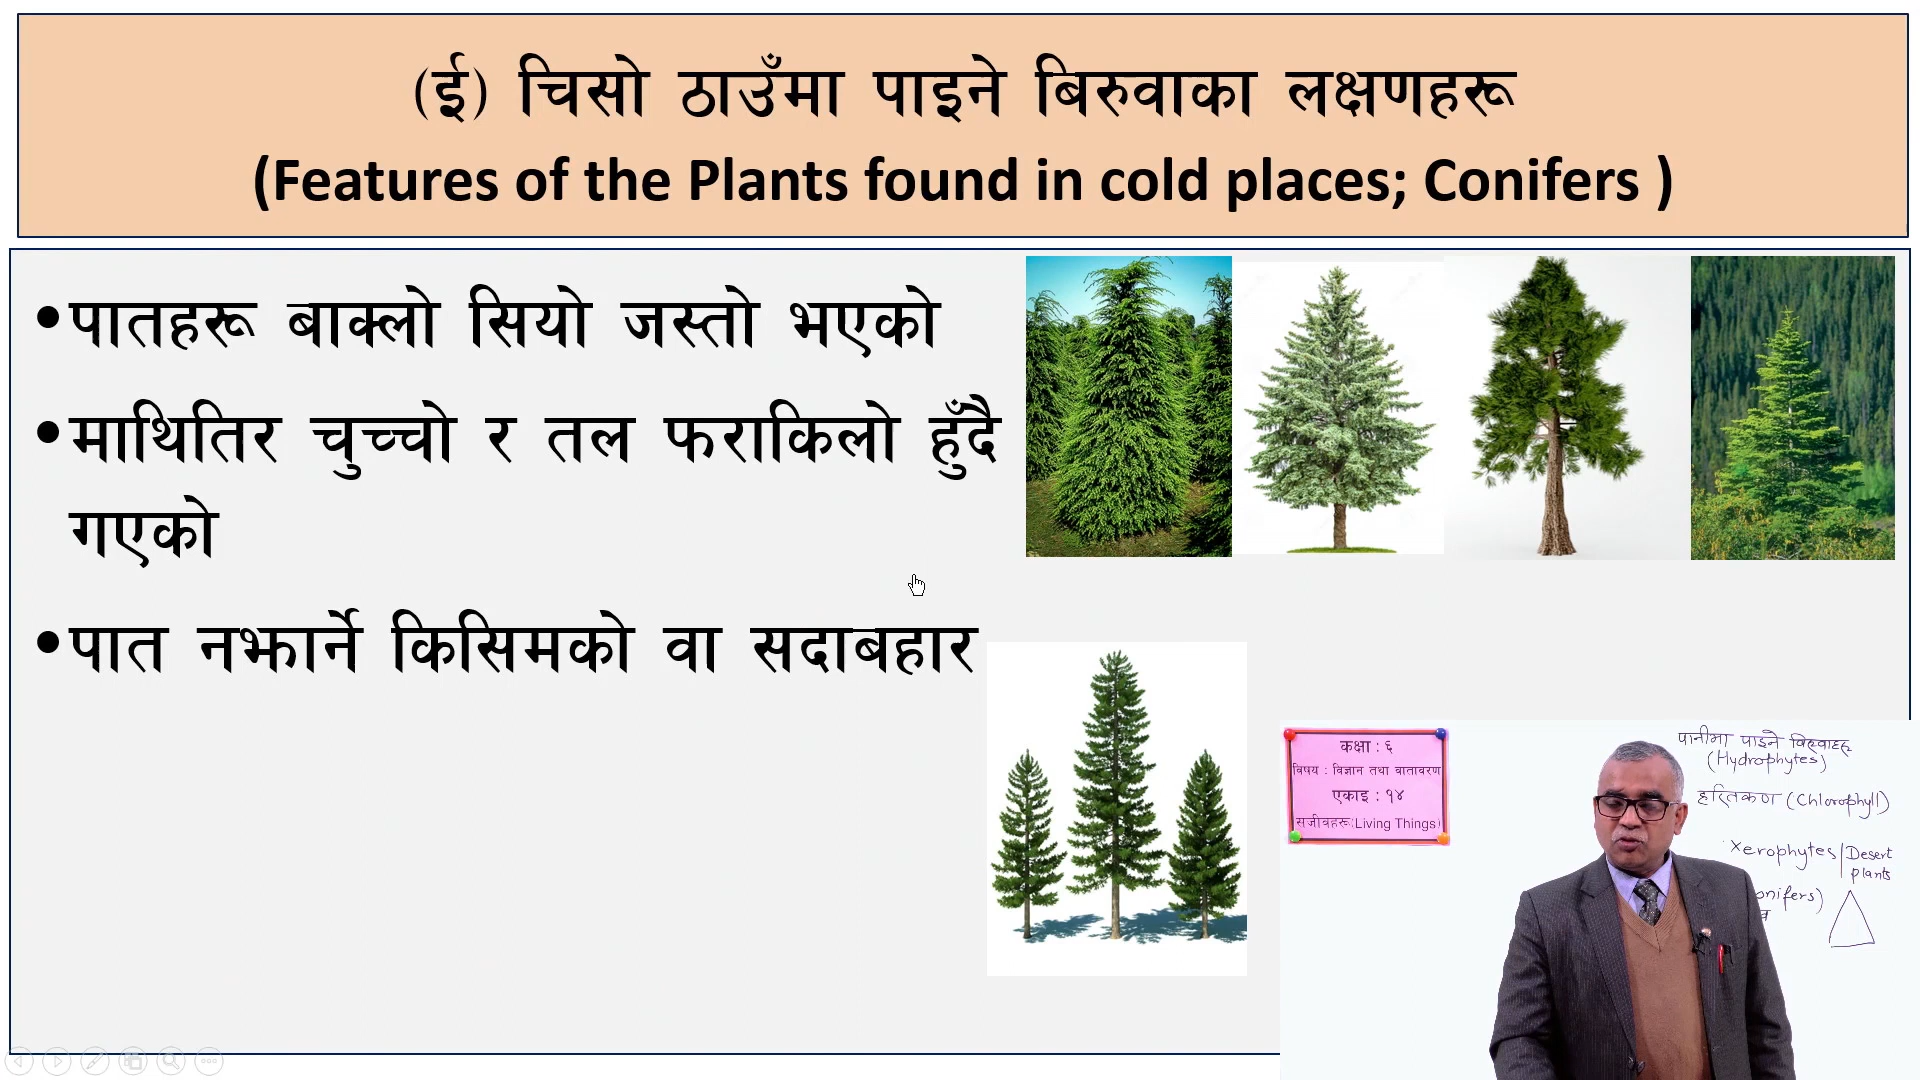 (ई) चिसो ठाउँमा पाइने बिरुवाका लक्षणहरू
(Features of the Plants found in cold places; Conifers )
•पातहरू बाक्लो सियो जस्तो भएको
•माथितिर चुच्चो र तल फराकिलो हुँदै
गएको
•पात नझार्ने किसिमको वा सदाबहार
कक्षा : ६
विषय : विज्ञान तथा वातावरण
एकाइ : १४
सजीवहरू(Living Things)
पानीमा पाइने विरुवाहरु
(Hydrophytes)
हरितकण (Chlorophyll)
Xerophytes/Desert
plants
onifers)